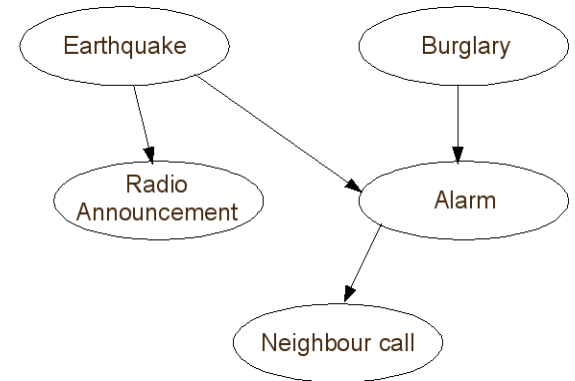 Earthquake
Burglary
Radio
Announcement
Alarm
Neighbour call